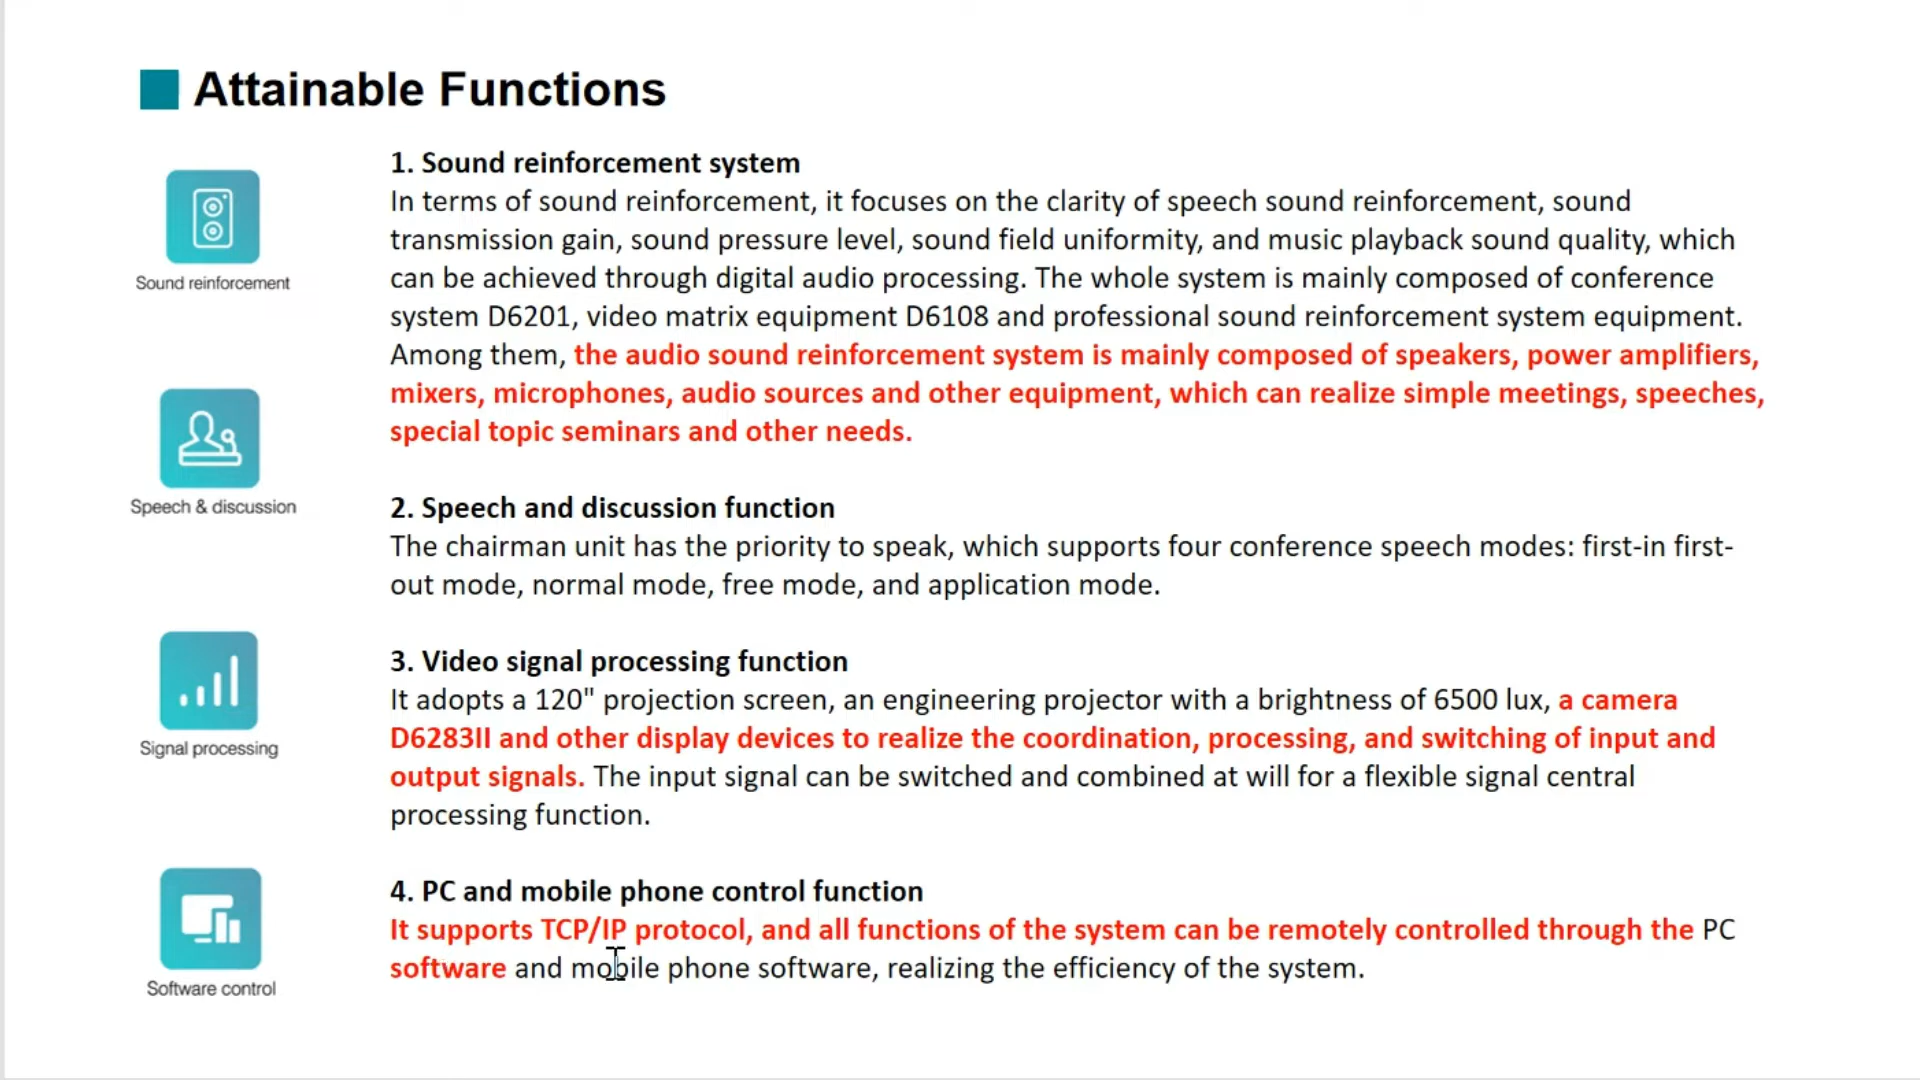 Attainable Functions
1. Sound reinforcement system
In terms of sound reinforcement, it focuses on the clarity of speech sound reinforcement, sound
transmission gain, sound pressure level, sound field uniformity, and music playback sound quality, which
can be achieved through digital audio processing. The whole system is mainly composed of conference
system D6201, video matrix equipment D6108 and professional sound reinforcement system equipment.
Among them, the audio sound reinforcement system is mainly composed of speakers, power amplifiers,
mixers, microphones, audio sources and other equipment, which can realize simple meetings, speeches,
special topic seminars and other needs.
Sound reinforcement
2. Speech and discussion function
The chairman unit has the priority to speak, which supports four conference speech modes: first-in first-
out mode, normal mode, free mode, and application mode.
Speech & discussion
3. Video signal processing function
It adopts a 120" projection screen, an engineering projector with a brightness of 6500 lux, a camera
D6283II and other display devices to realize the coordination, processing, and switching of input and
output signals. The input signal can be switched and combined at will for a flexible signal central
processing function.
Signal processing
4. PC and mobile phone control function
It supports TCP/IP protocol, and all functions of the system can be remotely controlled through the PC
software and mobile phone software, realizing the efficiency of the system.
Software control